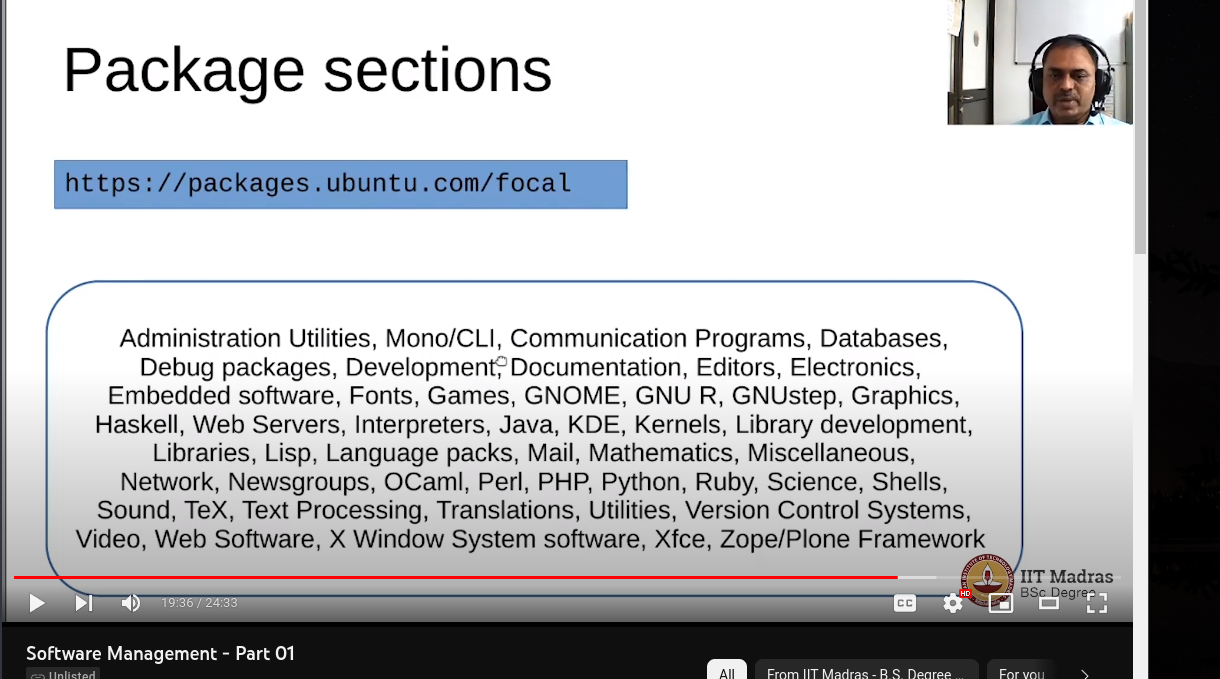 Package sections
https://packages.ubuntu.com/focal
Administration Utilities, Mono/CLI, Communication Programs, Databases,
Debug packages, Development, Documentation, Editors, Electronics,
Embedded software, Fonts, Games, GNOME, GNU R, GNUstep, Graphics,
Haskell, Web Servers, Interpreters, Java, KDE, Kernels, Library development,
Libraries, Lisp, Language packs, Mail, Mathematics, Miscellaneous,
Network, Newsgroups, OCaml, Perl, PHP, Python, Ruby, Science, Shells,
Sound, TeX, Text Processing, Translations, Utilities, Version Control Systems,
Video, Web Software, X Window System software, Xfce, Zope/Plone Framework
IIT Madras
BSc Degree
19:36 / 24:33
CC
HD
Software Management - Part 01
Unlisted
All
From IIT Madras - B.S. Degree ...
For you